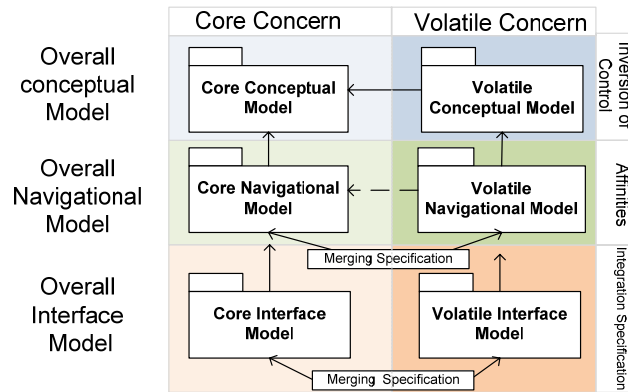 Core Concern
Volatile Concern
Overall
conceptual
Model
Core Conceptual
Model
Volatile
Conceptual Model
Inversion of
Control
Overall
Navigational
Model
Core Navigational
Model
Volatile
Navigational Model
Affinities
Merging Specification
Overall
Interface
Model
Core Interface
Model
Volatile Interface
Model
Integration Specification
Merging Specification